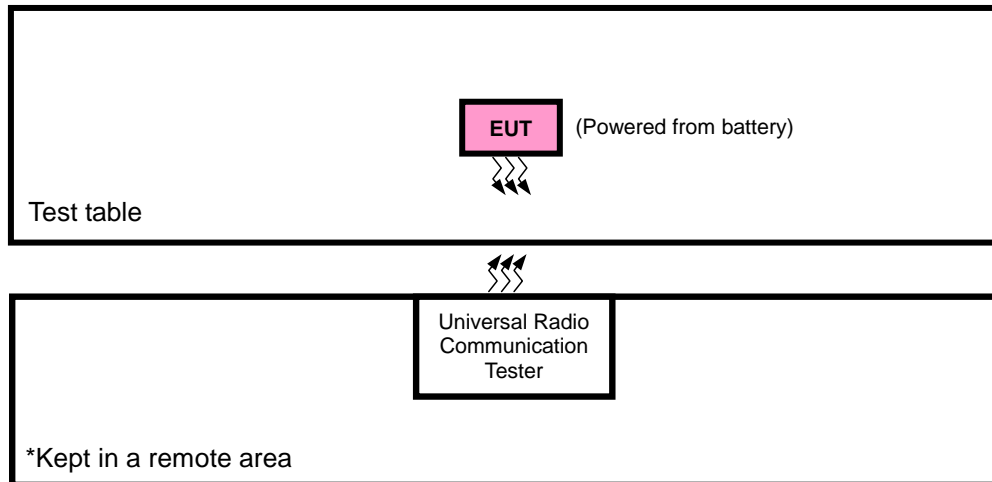 EUT
(Powered from battery)
Test table
Universal Radio
Communication
Tester
*Kept in a remote area